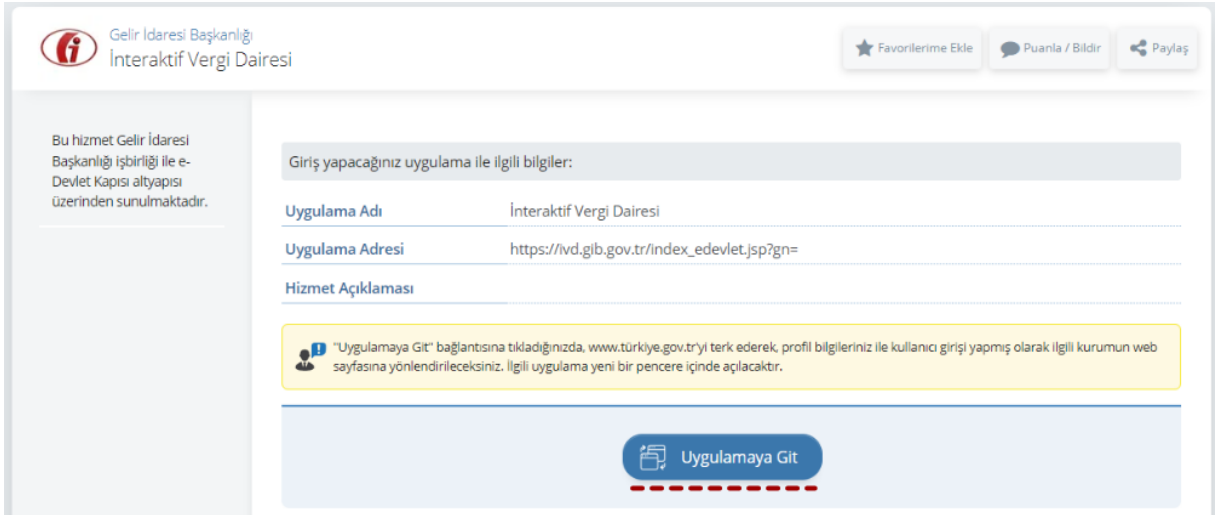 Gelir İdaresi Başkanlığı
İnteraktif Vergi Dairesi
Favorilerime Ekle
Puanla / Bildir
Paylaş
Bu hizmet Gelir İdaresi
Başkanlığı işbirliği ile e-
Devlet Kapısı altyapısı
üzerinden sunulmaktadır.
Giriş yapacağınız uygulama ile ilgili bilgiler:
Uygulama Adı İnteraktif Vergi Dairesi
Uygulama Adresi https://ivd.gib.gov.tr/index_edevlet.jsp?gn=
Hizmet Açıklaması
"Uygulamaya Git" bağlantısına tıkladığınızda, www.türkiye.gov.tr'yi terk ederek, profil bilgileriniz ile kullanıcı girişi yapmış olarak ilgili kurumun web
sayfasına yönlendirileceksiniz. İlgili uygulama yeni bir pencere içinde açılacaktır.
Uygulamaya Git